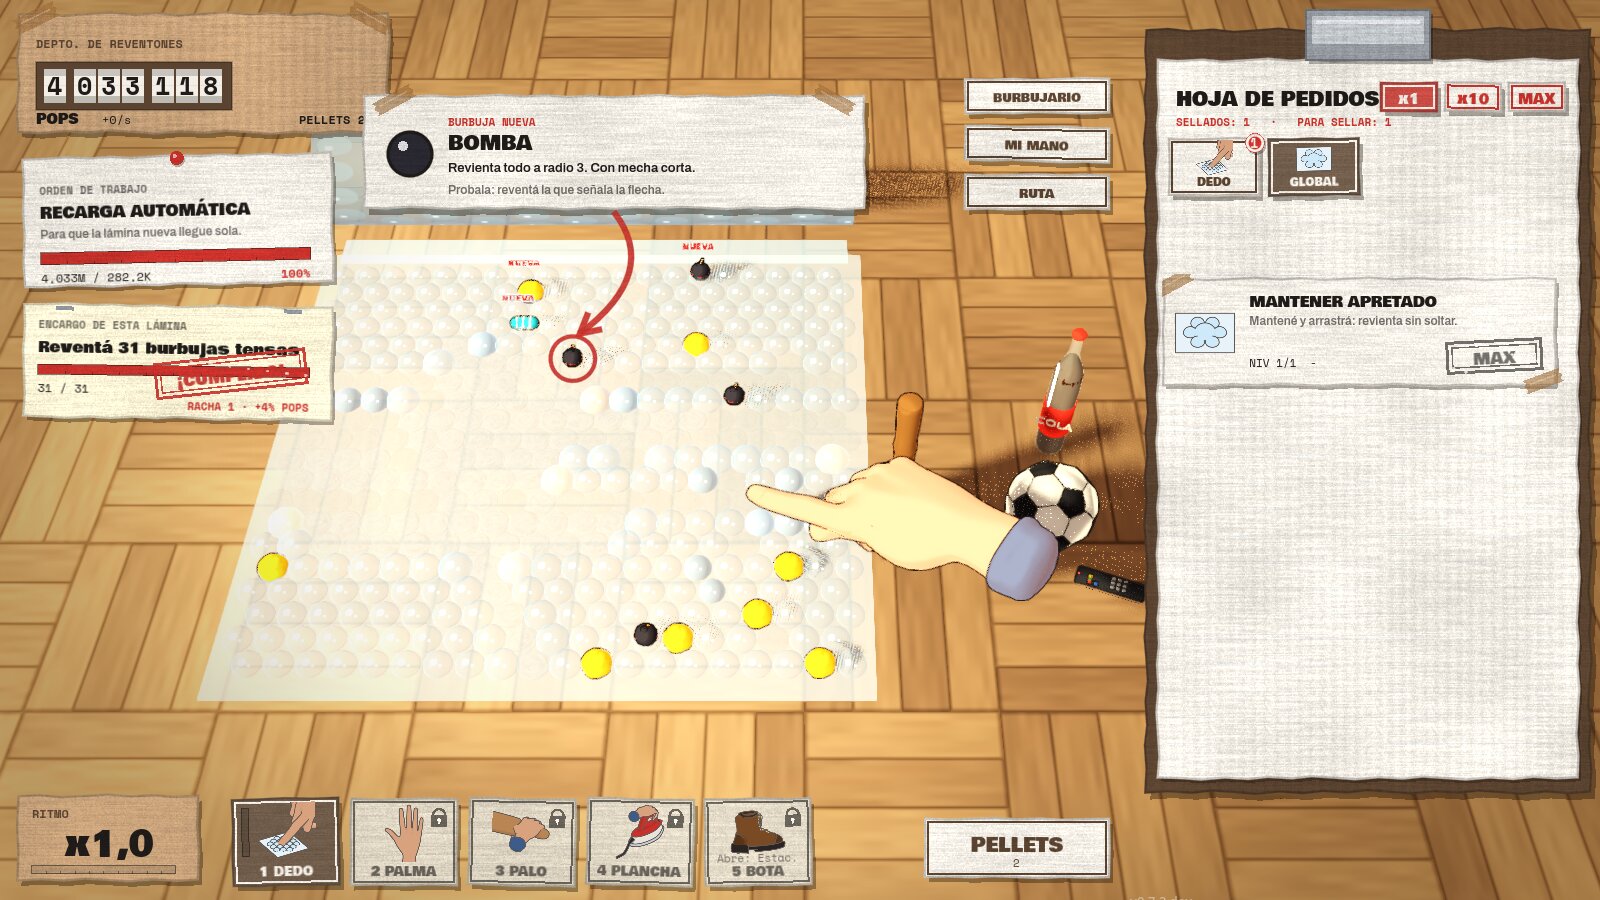 DEPTO. DE REVENTONES
4 033 118
POPS +0/s PELLETS 2
ORDEN DE TRABAJO
RECARGA AUTOMÁTICA
Para que la lámina nueva llegue sola.
4.033M / 282.2K 100%
ENCARGO DE ESTA LÁMINA
Reventá 31 burbujas tensas
31 / 31
RACHA 1 · +4% POPS
BURBUJA NUEVA
BOMBA
Revienta todo a radio 3. Con mecha corta.
Probala: reventá la que señala la flecha.
NUEVA
NUEVA
NUEVA
BURBUJARIO
MI MANO
RUTA
COLA
HOJA DE PEDIDOS x1 x10 MAX
SELLADOS: 1 · PARA SELLAR: 1
1
DEDO GLOBAL
MANTENER APRETADO
Mantené y arrastrá: revienta sin soltar.
NIV 1/1 -
MAX
RITMO
x1,0
1 DEDO
2 PALMA
3 PALO
4 PLANCHA
Abre: Estac.
5 BOTA
PELLETS
2